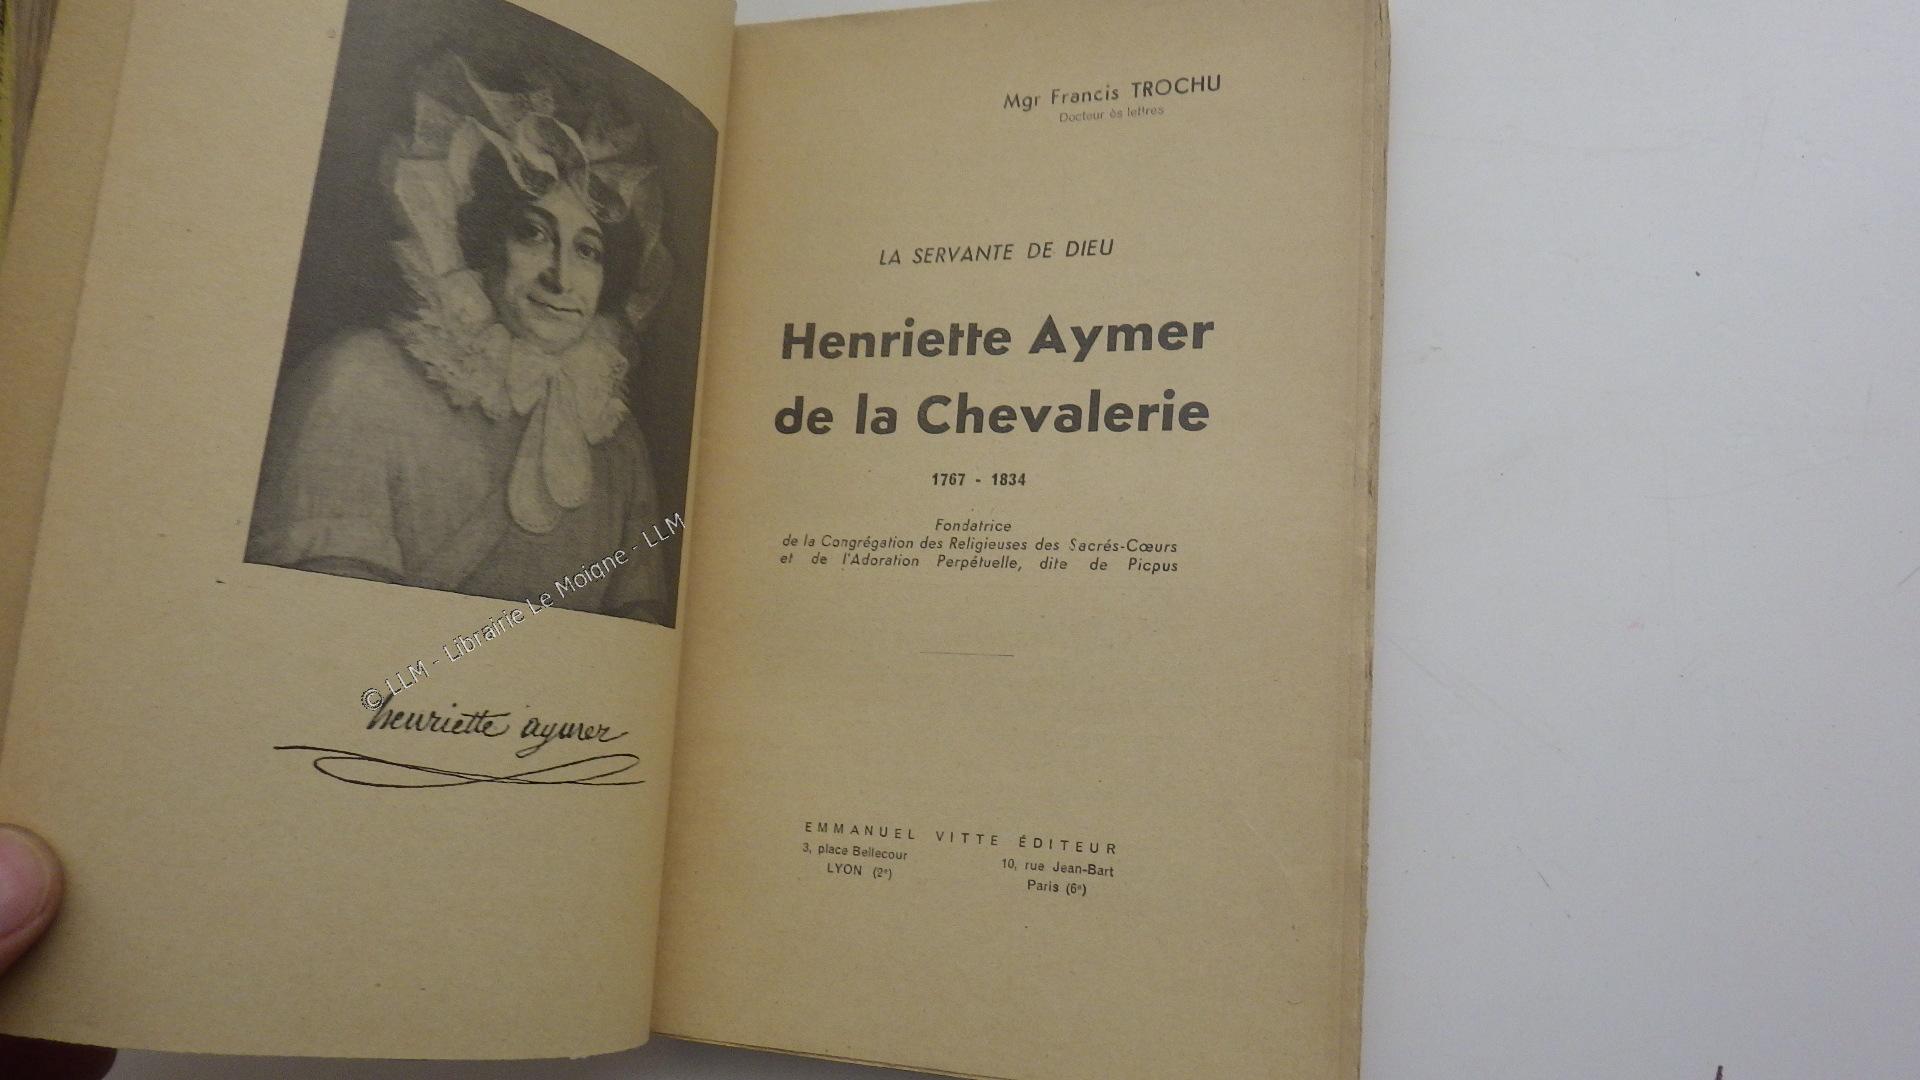 © LLM - Librairie Le Moigne - LLM
henriette aymer
Mgr Francis TROCHU
Docteur ès lettres
LA SERVANTE DE DIEU
Henriette Aymer
de la Chevalerie
1767 - 1834
Fondatrice
de la Congrégation des Religieuses des Sacrés-Cœurs
et de l'Adoration Perpétuelle, dite de Picpus
EMMANUEL VITTE ÉDITEUR
3, place Bellecour
LYON (2e)
10, rue Jean-Bart
Paris (6e)